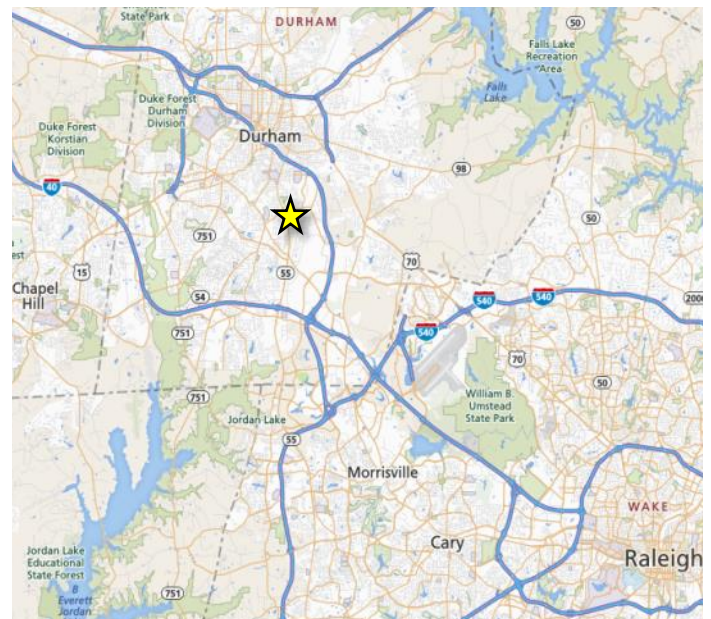 State Park
DURHAM
50
Falls Lake
Recreation
Area
Falls
Lake
Duke Forest
Durham
Division
Duke Forest
Korstian
Division
Durham
98
40
50
751
55
70
15
Chapel
Hill
54
540
540
540
751
70
50
William B.
Umstead
State Park
751
Jordan Lake
55
Morrisville
WAKE
Cary
Raleigh
Jordan Lake
Educational
State Forest
B
Everett
Jordan
751